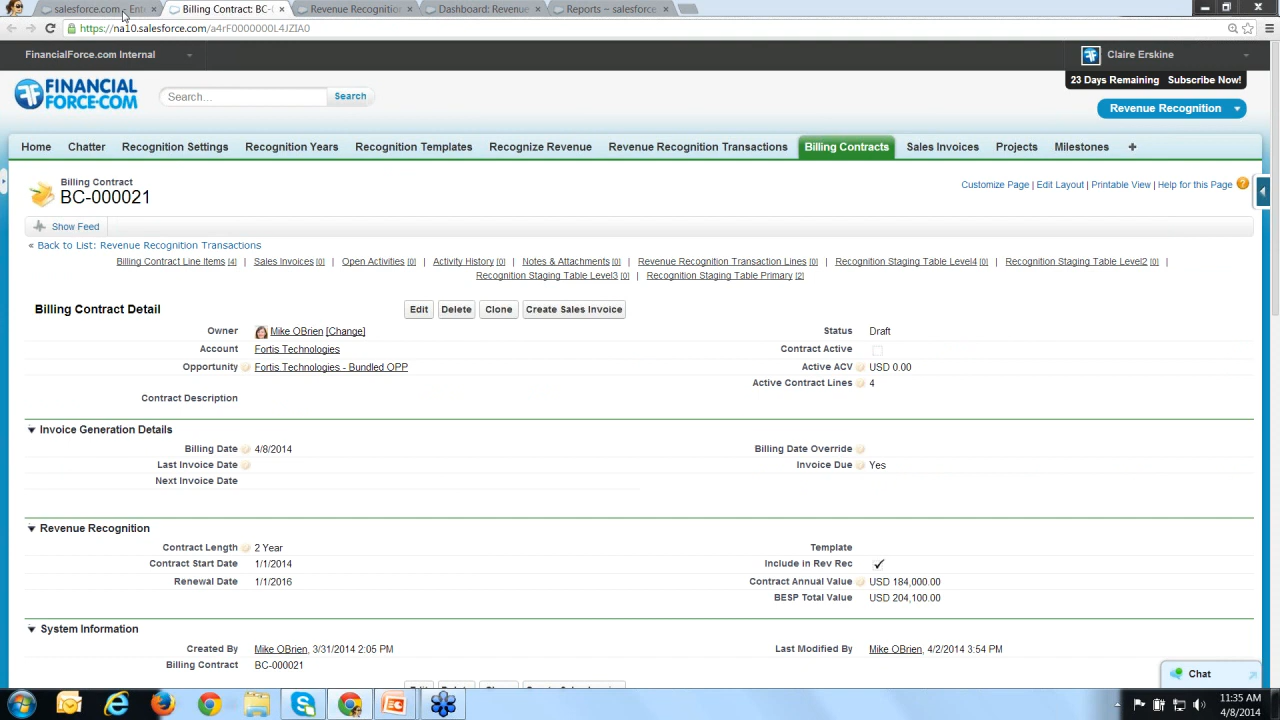 salesforce.com - Ent
Billing Contract: BC-
Revenue Recognition
Dashboard: Revenue
Reports ~ salesforce
https://na10.salesforce.com/a4rF0000000L4JZIA0
FinancialForce.com Internal
Claire Erskine
23 Days Remaining Subscribe Now!
FINANCIAL
FORCE.COM
Search...
Search
Revenue Recognition
Home Chatter Recognition Settings Recognition Years Recognition Templates Recognize Revenue Revenue Recognition Transactions Billing Contracts Sales Invoices Projects Milestones +
Billing Contract
BC-000021
Customize Page | Edit Layout | Printable View | Help for this Page
Show Feed
« Back to List: Revenue Recognition Transactions
Billing Contract Line Items [4] | Sales Invoices [0] | Open Activities [0] | Activity History [0] | Notes & Attachments [0] | Revenue Recognition Transaction Lines [0] | Recognition Staging Table Level4 [0] | Recognition Staging Table Level2 [0] |
Recognition Staging Table Level3 [0] | Recognition Staging Table Primary [2]
Billing Contract Detail
Edit Delete Clone Create Sales Invoice
Owner Mike OBrien [Change] Status Draft
Account Fortis Technologies Contract Active
Opportunity Fortis Technologies - Bundled OPP Active ACV USD 0.00
Active Contract Lines 4
Contract Description
Invoice Generation Details
Billing Date 4/8/2014 Billing Date Override
Last Invoice Date Invoice Due Yes
Next Invoice Date
Revenue Recognition
Contract Length 2 Year Template
Contract Start Date 1/1/2014 Include in Rev Rec
Renewal Date 1/1/2016 Contract Annual Value USD 184,000.00
BESP Total Value USD 204,100.00
System Information
Created By Mike OBrien, 3/31/2014 2:05 PM Last Modified By Mike OBrien, 4/2/2014 3:54 PM
Billing Contract BC-000021
Chat
11:35 AM
4/8/2014